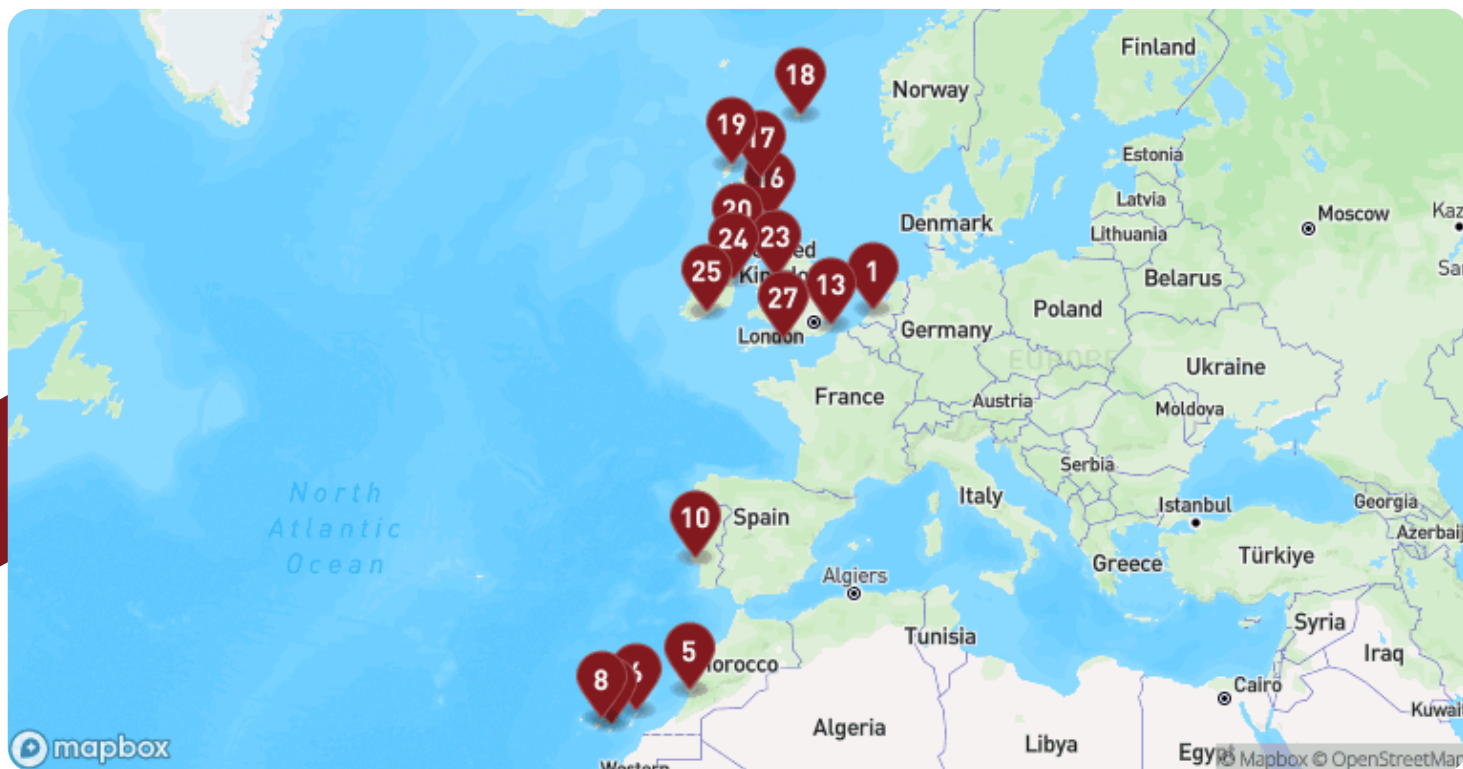 Finland
18
Norway
19
17
16
Estonia
20
Latvia
Denmark
Moscow
Lithuania
24
23
25
1
13
27
Belarus
Poland
London
Germany
EUROPE
Ukraine
France
Austria
Moldova
Serbia
North
Atlantic
Ocean
10
Spain
Italy
Istanbul
Georgia
Greece
Türkiye
Algiers
Tunisia
Syria
5
8
Iraq
Cairo
Algeria
Libya
mapbox
© OpenStreetMap